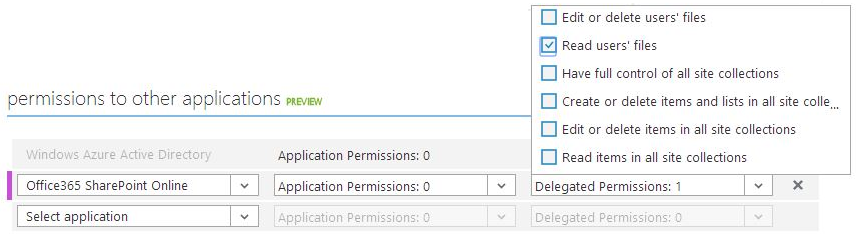 Edit or delete users' files
Read users' files
Have full control of all site collections
Create or delete items and lists in all site colle...
Edit or delete items in all site collections
Read items in all site collections
permissions to other applications PREVIEW
Windows Azure Active Directory Application Permissions: 0
Office365 SharePoint Online Application Permissions: 0 Delegated Permissions: 1
Select application Application Permissions: 0 Delegated Permissions: 0